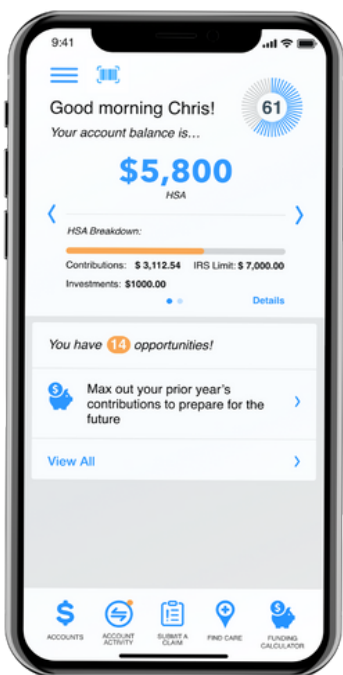 9:41
Good morning Chris!
61
Your account balance is...
$5,800
HSA
HSA Breakdown:
Contributions: $ 3,112.54 IRS Limit: $ 7,000.00
Investments: $1000.00
Details
You have 14 opportunities!
$
Max out your prior year's
contributions to prepare for the
future
View All
$
$
ACCOUNTS
ACCOUNT
ACTIVITY
SUBMIT A
CLAIM
FIND CARE
FUNDING
CALCULATOR